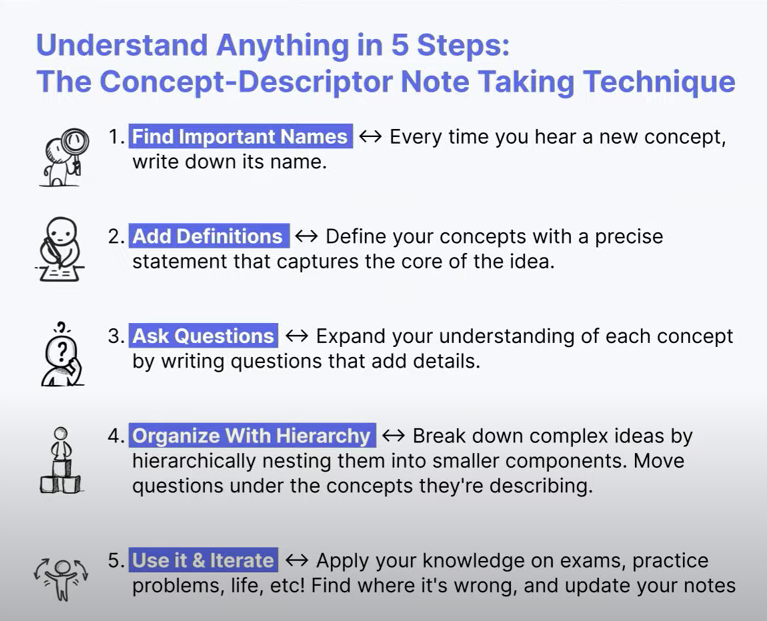 Understand Anything in 5 Steps:
The Concept-Descriptor Note Taking Technique
1. Find Important Names ↔ Every time you hear a new concept,
write down its name.
2. Add Definitions ↔ Define your concepts with a precise
statement that captures the core of the idea.
3. Ask Questions ↔ Expand your understanding of each concept
by writing questions that add details.
4. Organize With Hierarchy ↔ Break down complex ideas by
hierarchically nesting them into smaller components. Move
questions under the concepts they're describing.
5. Use it & Iterate ↔ Apply your knowledge on exams, practice
problems, life, etc! Find where it's wrong, and update your notes